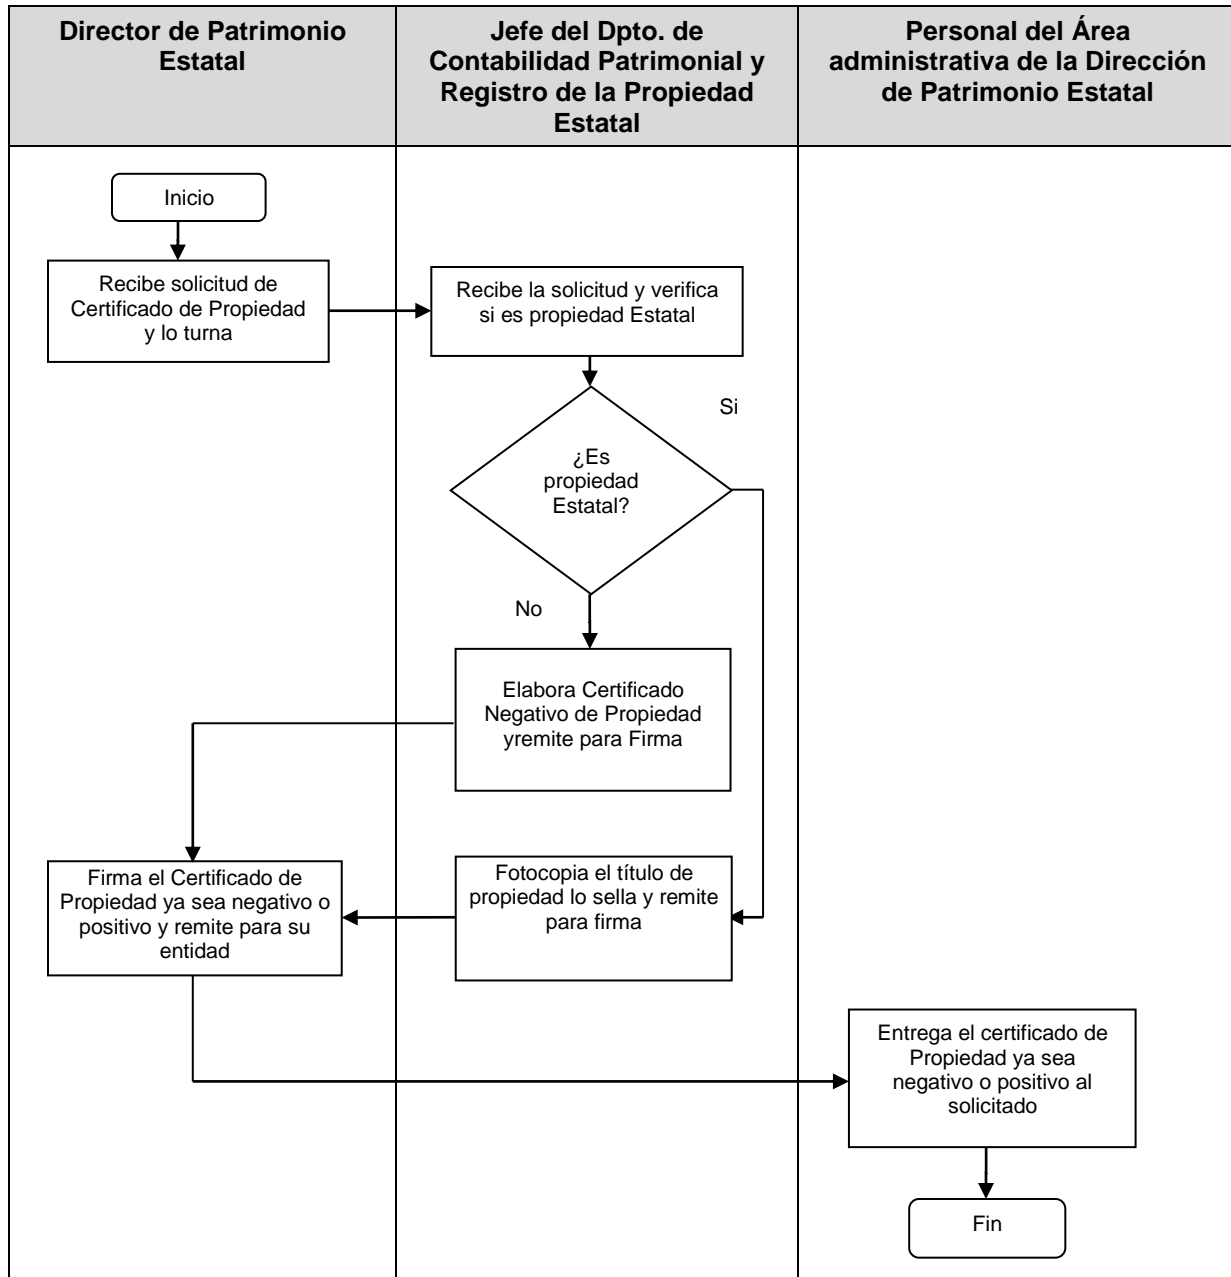 Director de Patrimonio
Estatal
Jefe del Dpto. de
Contabilidad Patrimonial y
Registro de la Propiedad
Estatal
Personal del Área
administrativa de la Dirección
de Patrimonio Estatal
Inicio
Recibe solicitud de
Certificado de Propiedad
y lo turna
Recibe la solicitud y verifica
si es propiedad Estatal
Si
¿Es
propiedad
Estatal?
No
Elabora Certificado
Negativo de Propiedad
yremite para Firma
Firma el Certificado de
Propiedad ya sea negativo o
positivo y remite para su
entidad
Fotocopia el título de
propiedad lo sella y remite
para firma
Entrega el certificado de
Propiedad ya sea
negativo o positivo al
solicitado
Fin